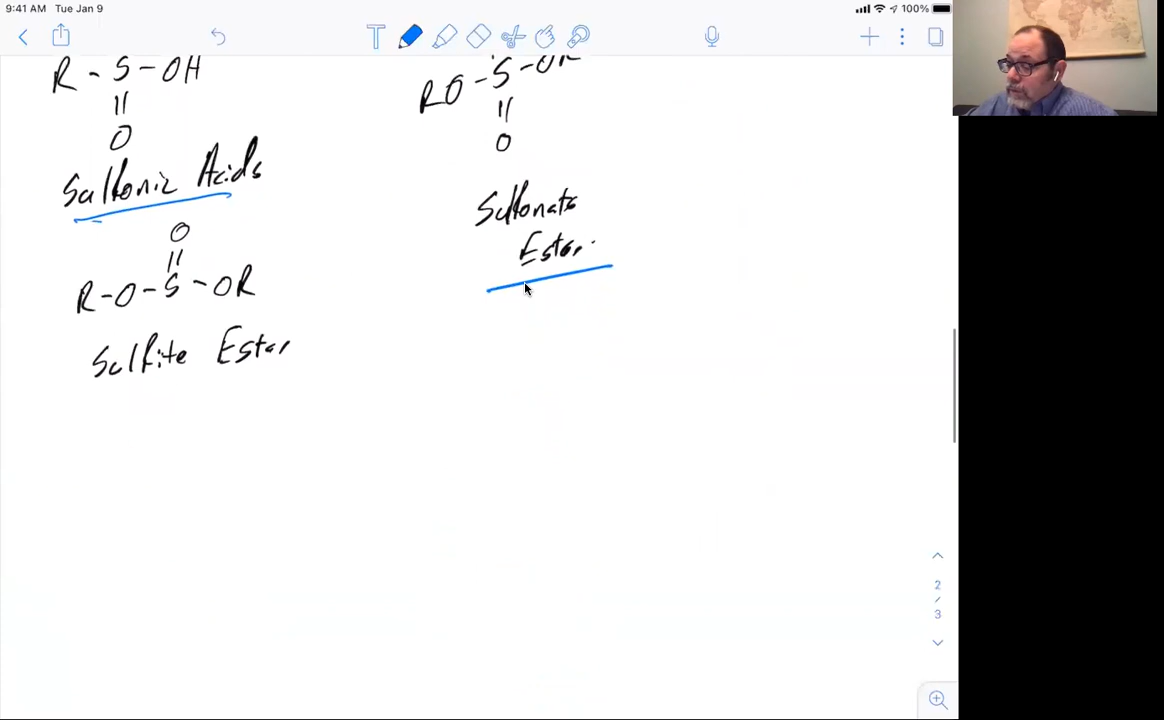 9:41 AM Tue Jan 9
100%
T
R - S - OH
||
O
Sulfonic Acids
O
||
R - O - S - OR
Sulfite Ester
RO - S - OR
||
O
Sulfonate
Ester
2
/
3